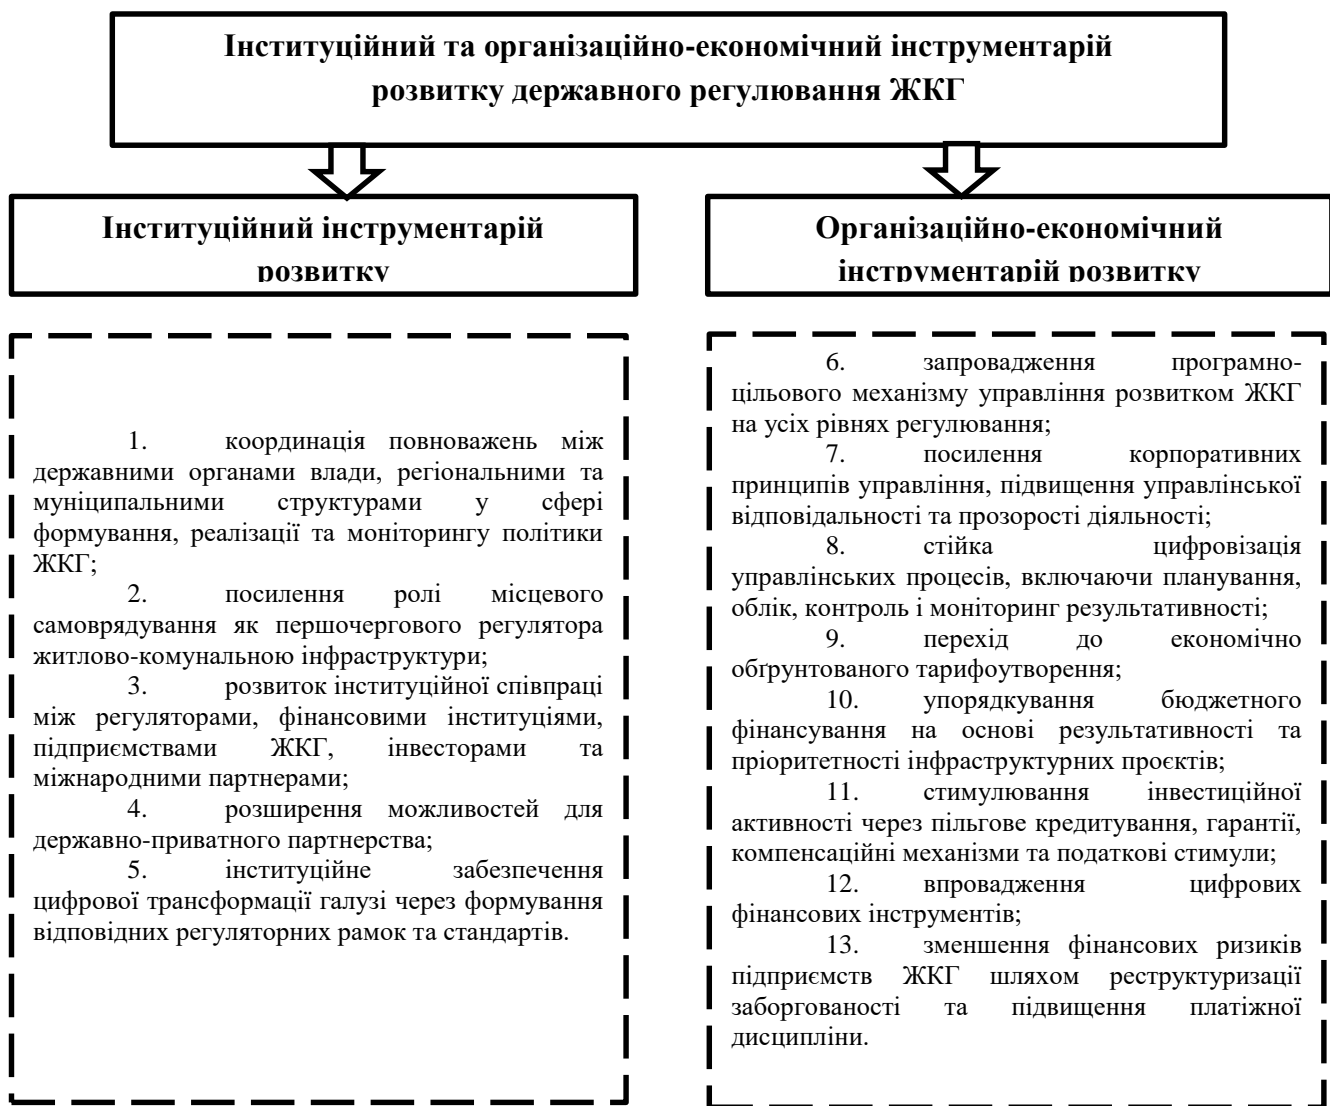 Інституційний та організаційно-економічний інструментарій
розвитку державного регулювання ЖКГ
Інституційний інструментарій
розвитку
Організаційно-економічний
інструментарій розвитку
1. координація повноважень між
державними органами влади, регіональними та
муніципальними структурами у сфері
формування, реалізації та моніторингу політики
ЖКГ;
2. посилення ролі місцевого
самоврядування як першочергового регулятора
житлово-комунальною інфраструктури;
3. розвиток інституційної співпраці
між регуляторами, фінансовими інституціями,
підприємствами ЖКГ, інвесторами та
міжнародними партнерами;
4. розширення можливостей для
державно-приватного партнерства;
5. інституційне забезпечення
цифрової трансформації галузі через формування
відповідних регуляторних рамок та стандартів.
6. запровадження програмно-
цільового механізму управління розвитком ЖКГ
на усіх рівнях регулювання;
7. посилення корпоративних
принципів управління, підвищення управлінської
відповідальності та прозорості діяльності;
8. стійка цифровізація
управлінських процесів, включаючи планування,
облік, контроль і моніторинг результативності;
9. перехід до економічно
обґрунтованого тарифоутворення;
10. упорядкування бюджетного
фінансування на основі результативності та
пріоритетності інфраструктурних проєктів;
11. стимулювання інвестиційної
активності через пільгове кредитування, гарантії,
компенсаційні механізми та податкові стимули;
12. впровадження цифрових
фінансових інструментів;
13. зменшення фінансових ризиків
підприємств ЖКГ шляхом реструктуризації
заборгованості та підвищення платіжної
дисципліни.